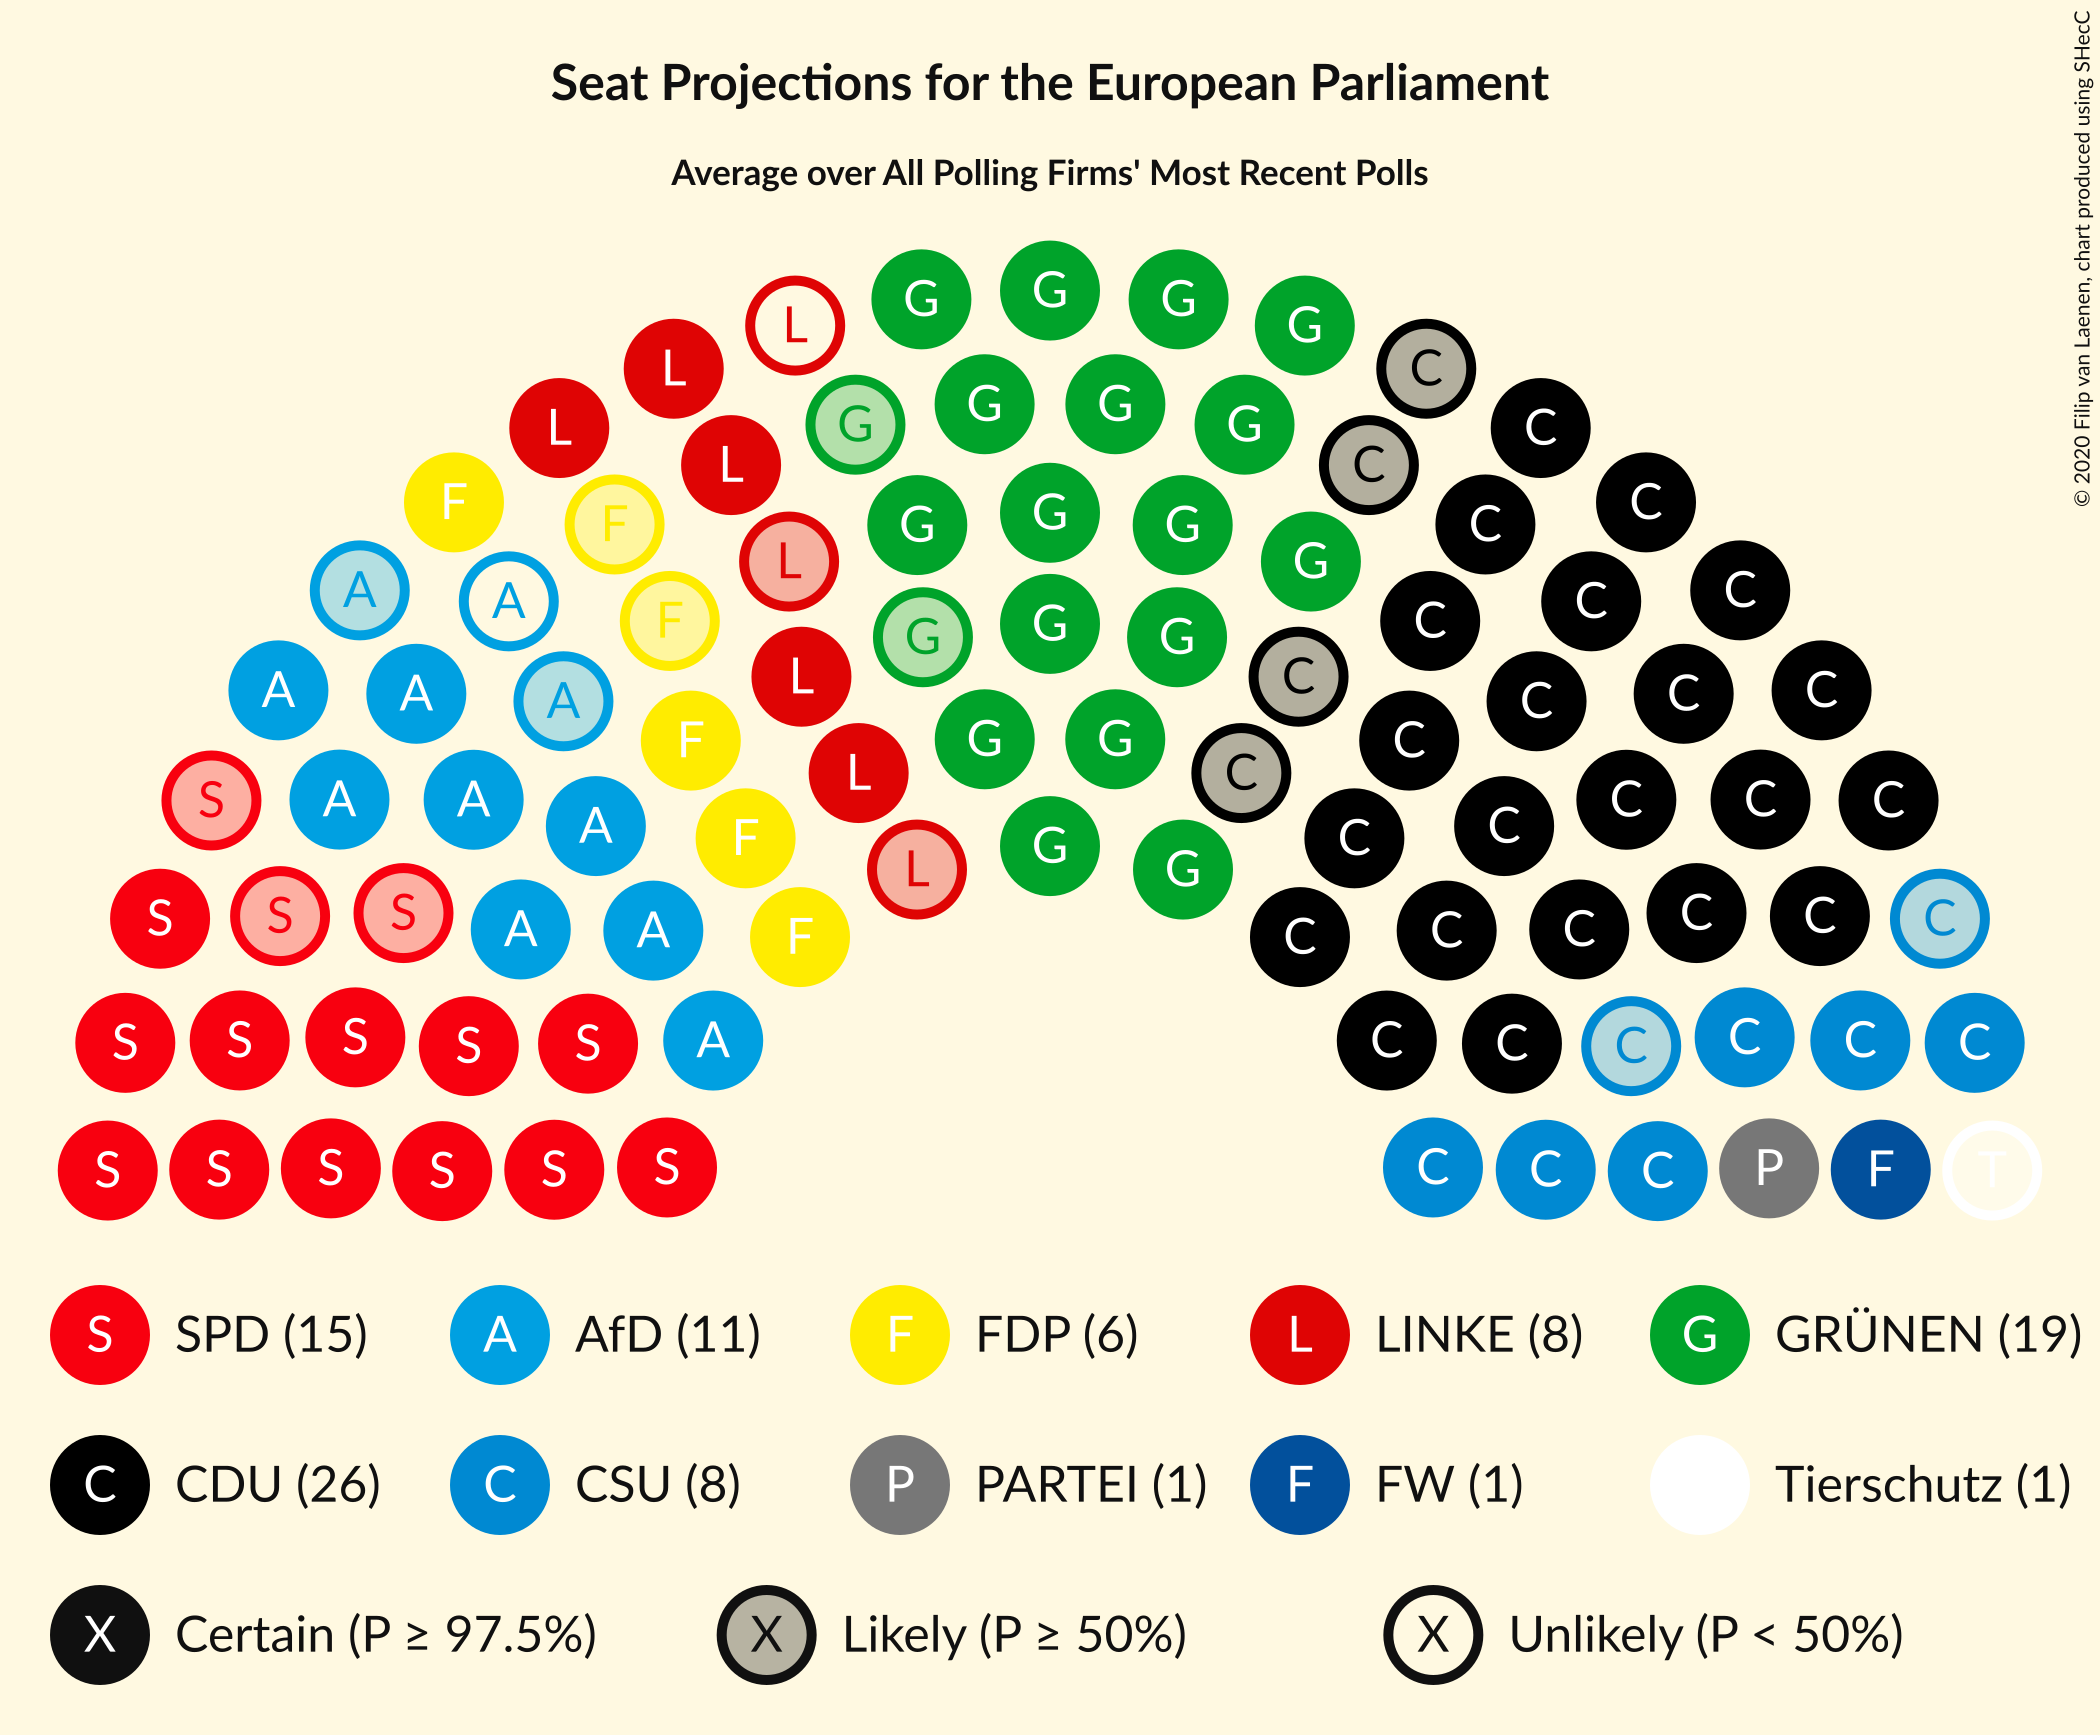 Seat Projections for the European Parliament
Average over All Polling Firms' Most Recent Polls
© 2020 Filip van Laenen, chart produced using SHecC
L G G G G C
L G G G G C C
F F L L G G G G C C C
A A F L G G G C C C C
A A A F L G G C C C C C
S A A A F L G G C C C C C
S S S A A F C C C C C C
S S S S S A C C C C C C
S S S S S S C C C P F T
S SPD (15) A AfD (11) F FDP (6) L LINKE (8) G GRÜNEN (19)
C CDU (26) C CSU (8) P PARTEI (1) F FW (1) Tierschutz (1)
X Certain (P ≥ 97.5%) X Likely (P ≥ 50%) X Unlikely (P < 50%)